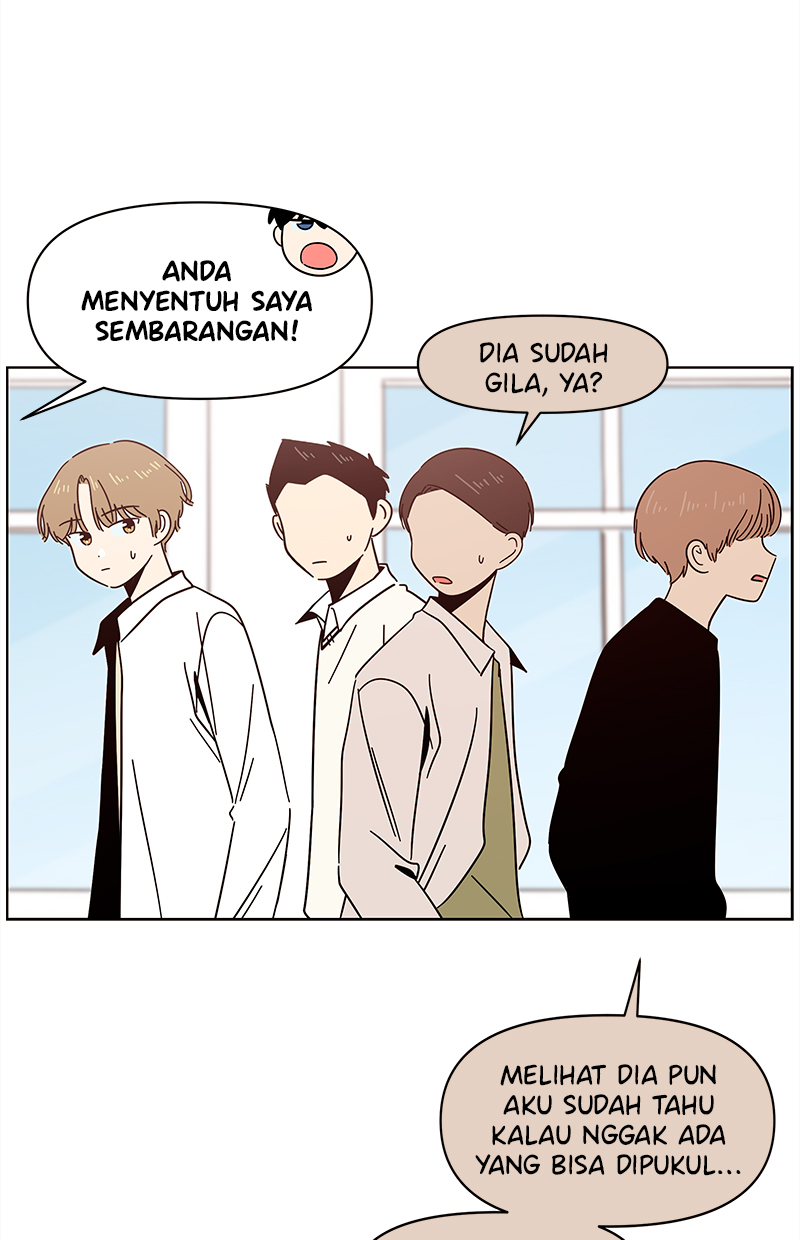 ANDA
MENYENTUH SAYA
SEMBARANGAN!
DIA SUDAH
GILA, YA?
MELIHAT DIA PUN
AKU SUDAH TAHU
KALAU NGGAK ADA
YANG BISA DIPUKUL...